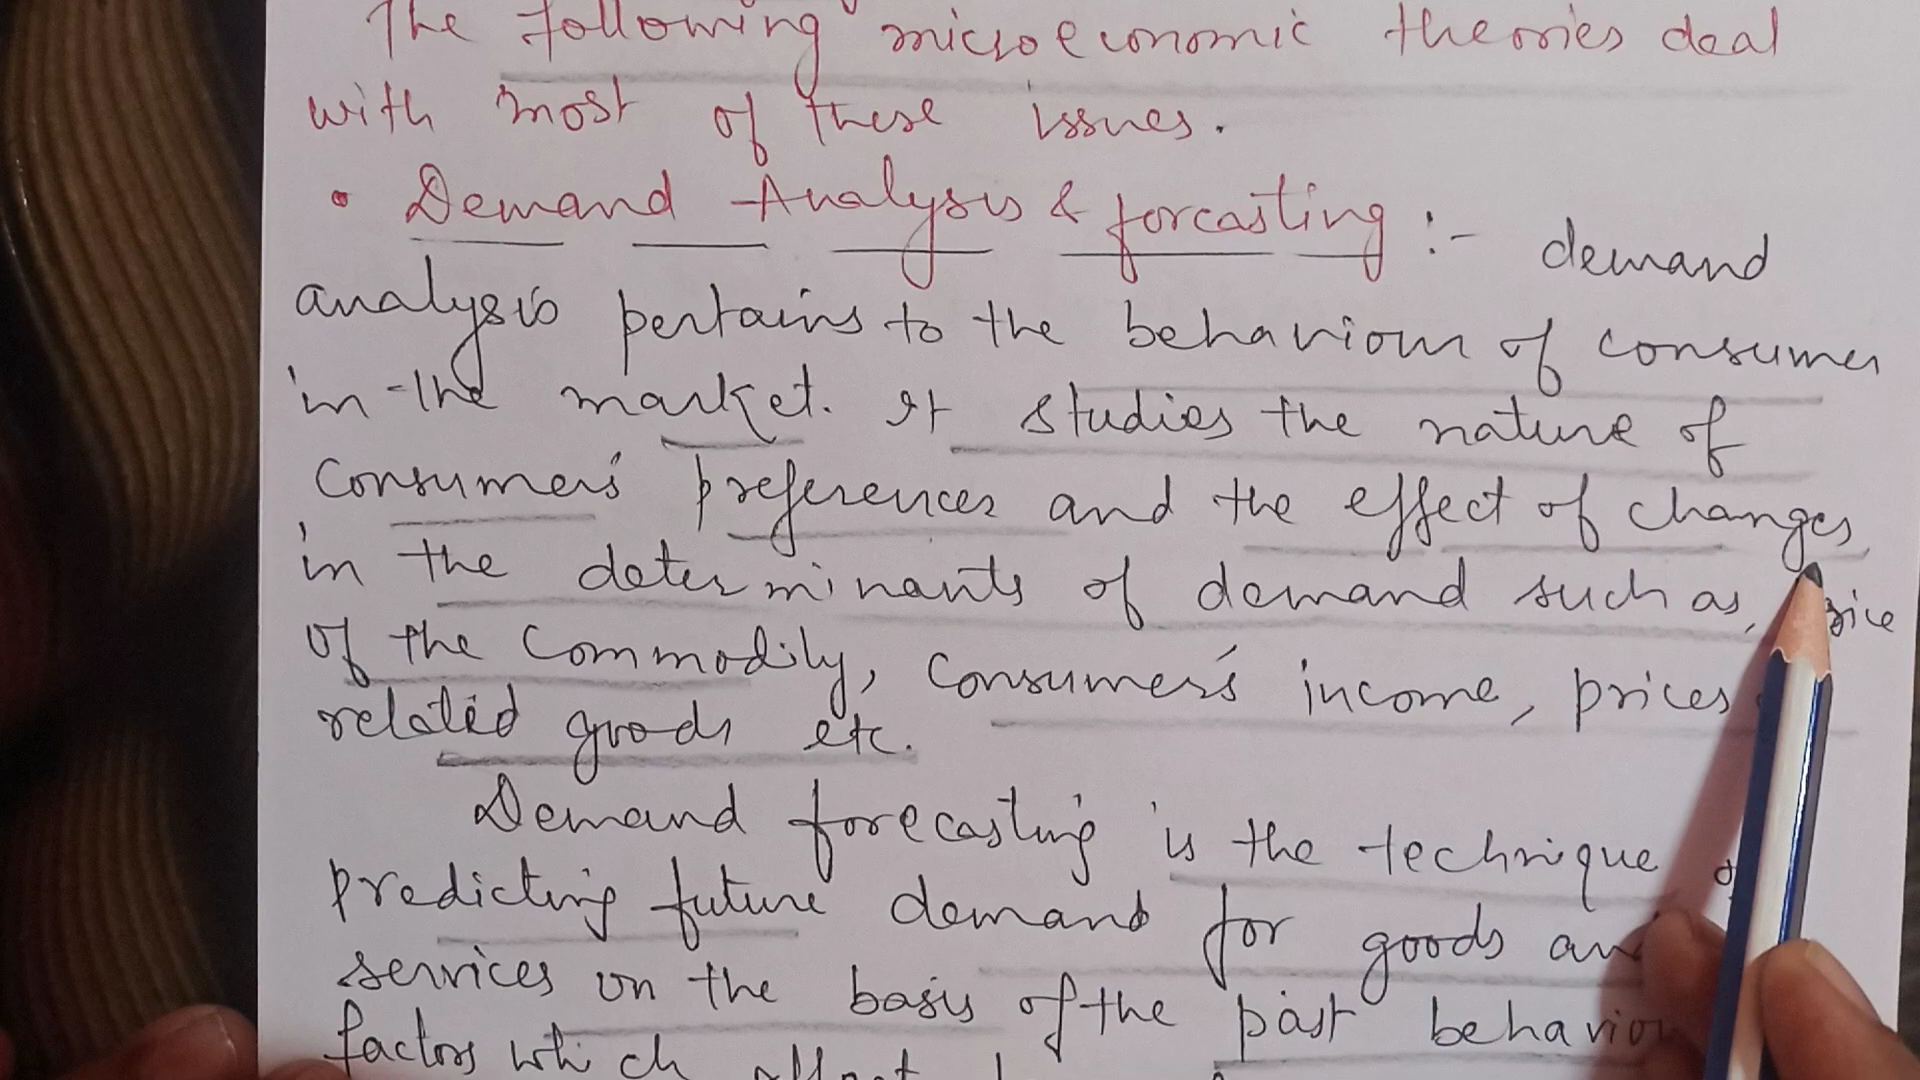 The following microeconomic theories deal
with most of these issues.
• Demand Analysis & forcasting :- demand
analysis pertains to the behaviour of consumer
in the market. It studies the nature of
Consumer's preferences and the effect of changes
in the determinants of demand such as,
of the Commodity, Consumer's income, prices
related goods etc.
Demand forecasting is the technique
predicting future demand for goods
services on the basis of the past
factors which